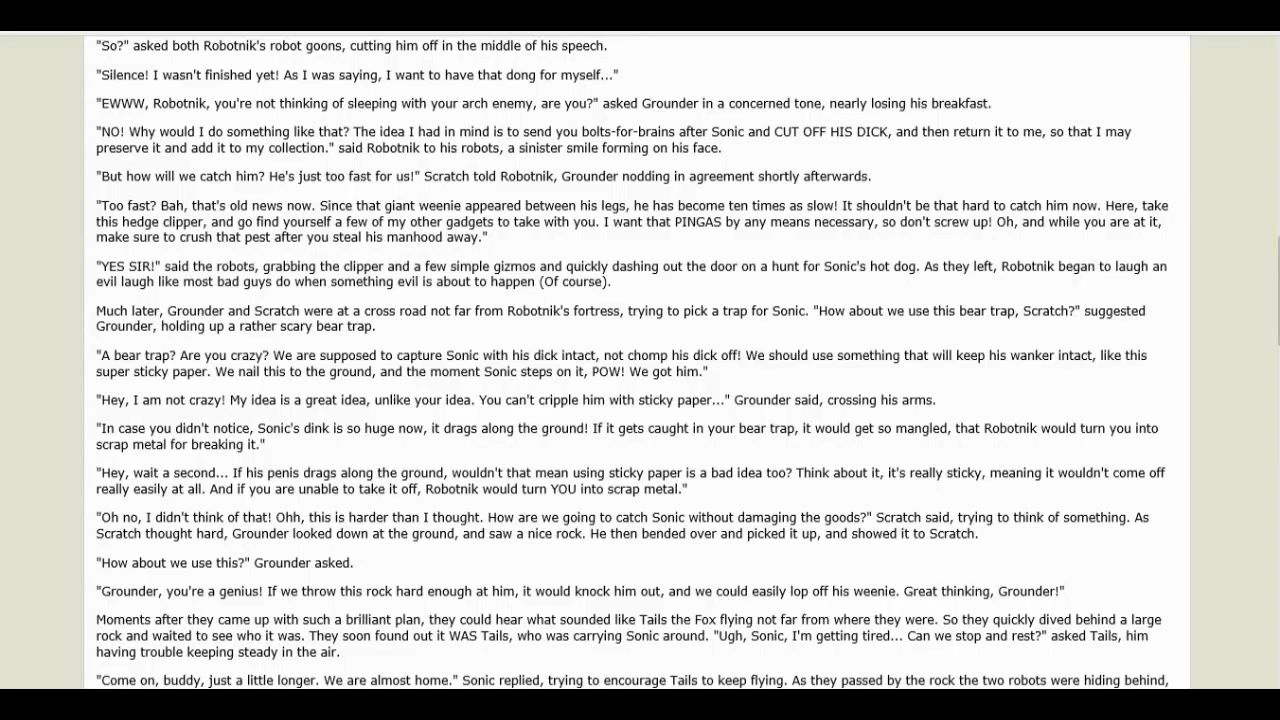 "So?" asked both Robotnik's robot goons, cutting him off in the middle of his speech.
"Silence! I wasn't finished yet! As I was saying, I want to have that dong for myself..."
"EWWW, Robotnik, you're not thinking of sleeping with your arch enemy, are you?" asked Grounder in a concerned tone, nearly losing his breakfast.
"NO! Why would I do something like that? The idea I had in mind is to send you bolts-for-brains after Sonic and CUT OFF HIS DICK, and then return it to me, so that I may
preserve it and add it to my collection." said Robotnik to his robots, a sinister smile forming on his face.
"But how will we catch him? He's just too fast for us!" Scratch told Robotnik, Grounder nodding in agreement shortly afterwards.
"Too fast? Bah, that's old news now. Since that giant weenie appeared between his legs, he has become ten times as slow! It shouldn't be that hard to catch him now. Here, take
this hedge clipper, and go find yourself a few of my other gadgets to take with you. I want that PINGAS by any means necessary, so don't screw up! Oh, and while you are at it,
make sure to crush that pest after you steal his manhood away."
"YES SIR!" said the robots, grabbing the clipper and a few simple gizmos and quickly dashing out the door on a hunt for Sonic's hot dog. As they left, Robotnik began to laugh an
evil laugh like most bad guys do when something evil is about to happen (Of course).
Much later, Grounder and Scratch were at a cross road not far from Robotnik's fortress, trying to pick a trap for Sonic. "How about we use this bear trap, Scratch?" suggested
Grounder, holding up a rather scary bear trap.
"A bear trap? Are you crazy? We are supposed to capture Sonic with his dick intact, not chomp his dick off! We should use something that will keep his wanker intact, like this
super sticky paper. We nail this to the ground, and the moment Sonic steps on it, POW! We got him."
"Hey, I am not crazy! My idea is a great idea, unlike your idea. You can't cripple him with sticky paper..." Grounder said, crossing his arms.
"In case you didn't notice, Sonic's dink is so huge now, it drags along the ground! If it gets caught in your bear trap, it would get so mangled, that Robotnik would turn you into
scrap metal for breaking it."
"Hey, wait a second... If his penis drags along the ground, wouldn't that mean using sticky paper is a bad idea too? Think about it, it's really sticky, meaning it wouldn't come off
really easily at all. And if you are unable to take it off, Robotnik would turn YOU into scrap metal."
"Oh no, I didn't think of that! Ohh, this is harder than I thought. How are we going to catch Sonic without damaging the goods?" Scratch said, trying to think of something. As
Scratch thought hard, Grounder looked down at the ground, and saw a nice rock. He then bended over and picked it up, and showed it to Scratch.
"How about we use this?" Grounder asked.
"Grounder, you're a genius! If we throw this rock hard enough at him, it would knock him out, and we could easily lop off his weenie. Great thinking, Grounder!"
Moments after they came up with such a brilliant plan, they could hear what sounded like Tails the Fox flying not far from where they were. So they quickly dived behind a large
rock and waited to see who it was. They soon found out it WAS Tails, who was carrying Sonic around. "Ugh, Sonic, I'm getting tired... Can we stop and rest?" asked Tails, him
having trouble keeping steady in the air.
"Come on, buddy, just a little longer. We are almost home." Sonic replied, trying to encourage Tails to keep flying. As they passed by the rock the two robots were hiding behind,